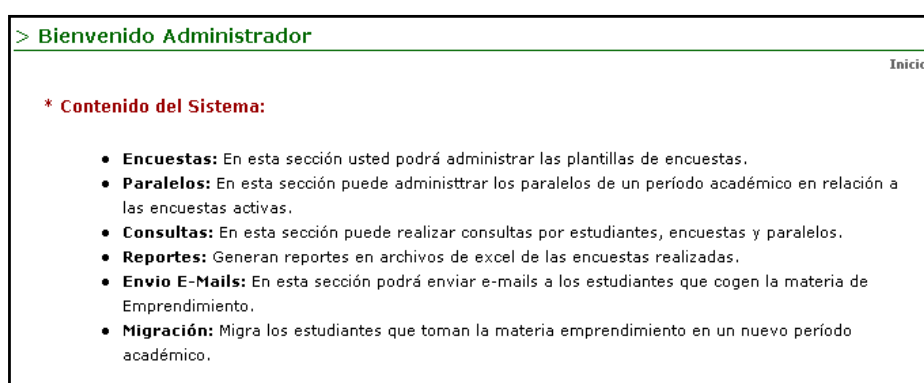 > Bienvenido Administrador
Inicio
* Contenido del Sistema:
● Encuestas: En esta sección usted podrá administrar las plantillas de encuestas.
● Paralelos: En esta sección puede administtrar los paralelos de un período académico en relación a
las encuestas activas.
● Consultas: En esta sección puede realizar consultas por estudiantes, encuestas y paralelos.
● Reportes: Generan reportes en archivos de excel de las encuestas realizadas.
● Envio E-Mails: En esta sección podrá enviar e-mails a los estudiantes que cogen la materia de
Emprendimiento.
● Migración: Migra los estudiantes que toman la materia emprendimiento en un nuevo período
académico.